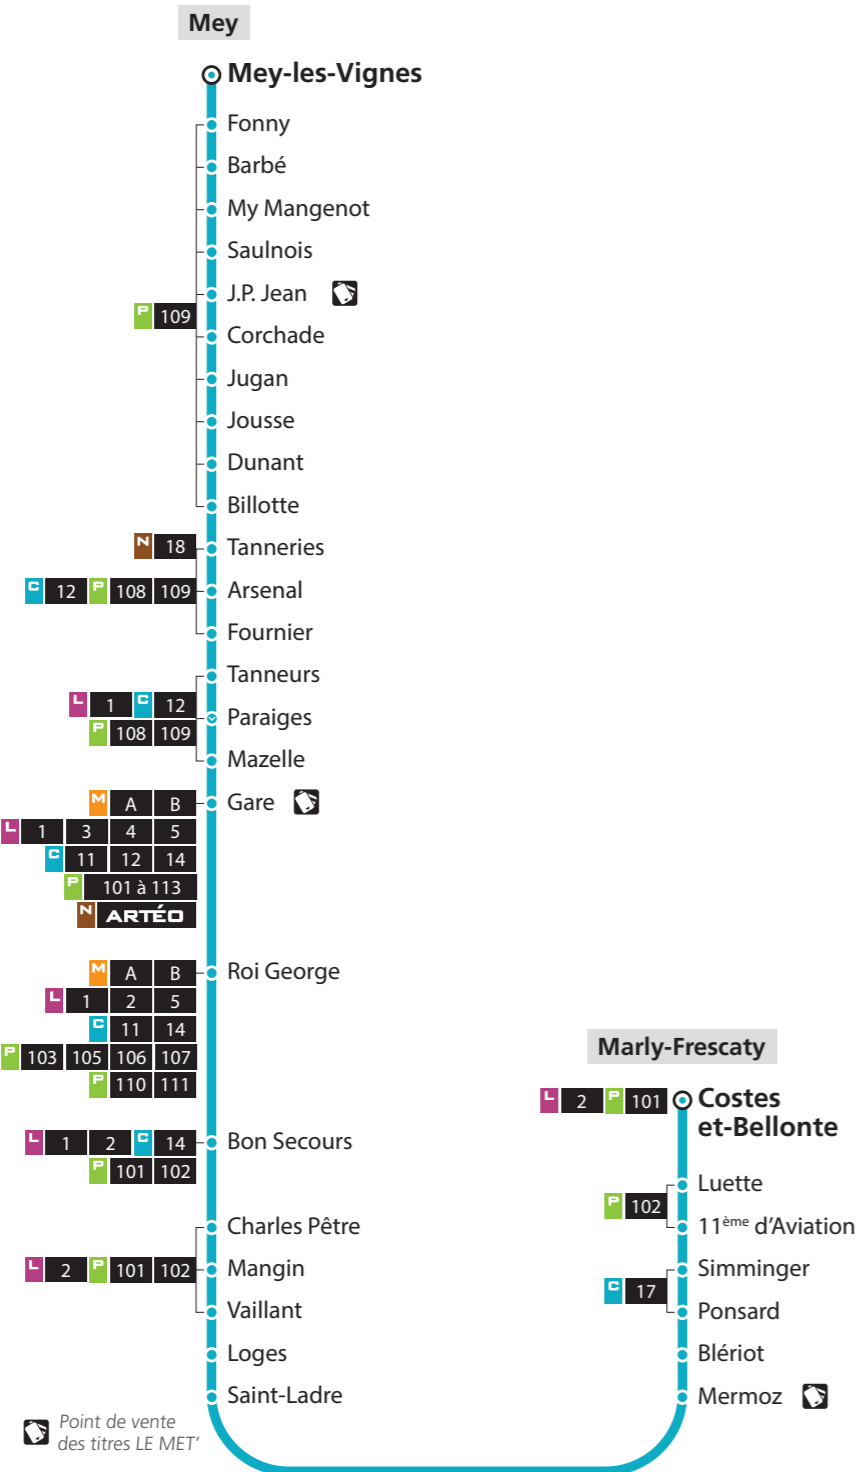 Mey
Mey-les-Vignes
Fonny
Barbé
My Mangenot
Saulnois
J.P. Jean
P 109
Corchade
Jugan
Jousse
Dunant
Billotte
N 18 Tanneries
C 12 P 108 109 Arsenal
Fournier
Tanneurs
L 1 C 12
Paraiges
P 108 109
Mazelle
M A B Gare
L 1 3 4 5
C 11 12 14
P 101 à 113
N ARTÉO
M A B Roi George
L 1 2 5
C 11 14
P 103 105 106 107
P 110 111
L 1 2 C 14 Bon Secours
P 101 102
Charles Pêtre
L 2 P 101 102 Mangin
Vaillant
Loges
Saint-Ladre
Point de vente
des titres LE MET'
Marly-Frescaty
L 2 P 101 Costes
et-Bellonte
Luette
P 102
11ème d'Aviation
Simminger
C 17
Ponsard
Blériot
Mermoz